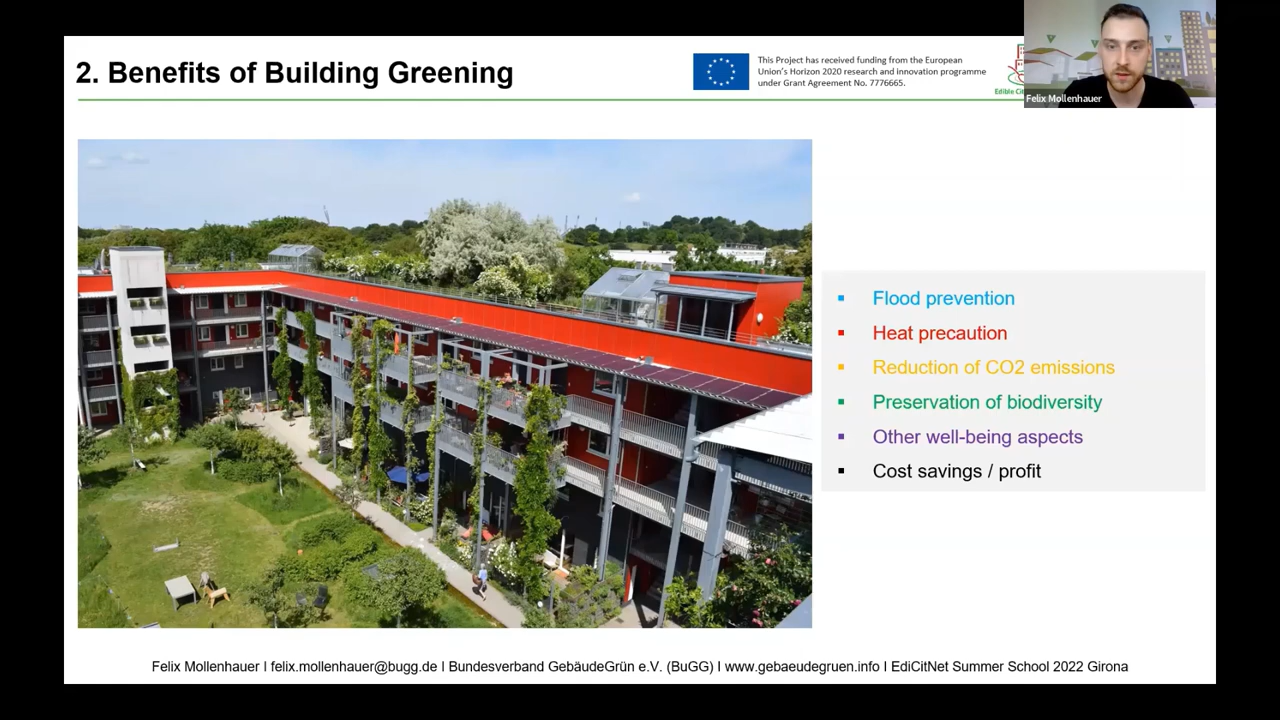 2. Benefits of Building Greening
This Project has received funding from the European
Union's Horizon 2020 research and innovation programme
under Grant Agreement No. 7776665.
Edible
Felix Mollenhauer
Flood prevention
Heat precaution
Reduction of CO2 emissions
Preservation of biodiversity
Other well-being aspects
Cost savings / profit
Felix Mollenhauer I felix.mollenhauer@bugg.de I Bundesverband GebäudeGrün e.V. (BuGG) I www.gebaeudegruen.info I EdiCitNet Summer School 2022 Girona